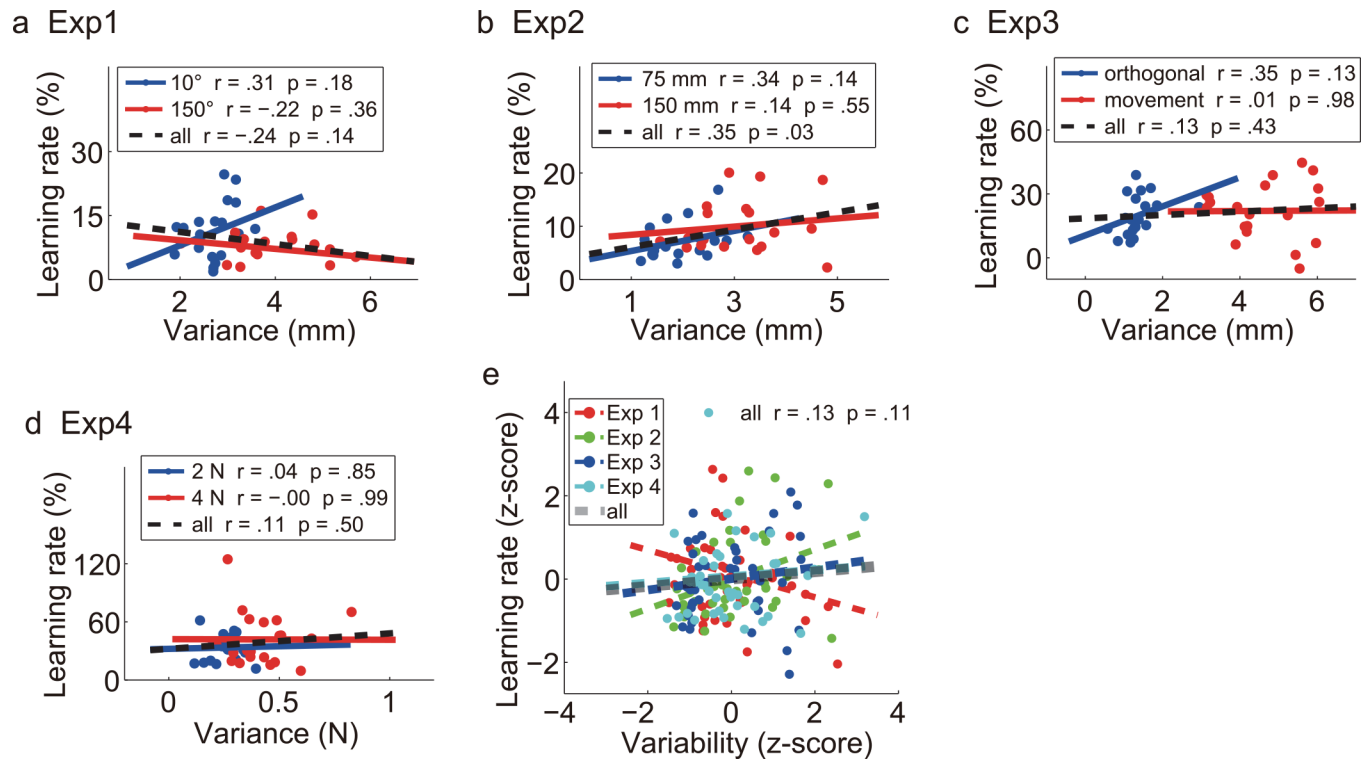 a Exp1
10° r = .31 p = .18
150° r = −.22 p = .36
all r = −.24 p = .14
Learning rate (%)
30
15
0
2 4 6
Variance (mm)
b Exp2
75 mm r = .34 p = .14
150 mm r = .14 p = .55
all r = .35 p = .03
Learning rate (%)
20
10
0
1 3 5
Variance (mm)
c Exp3
orthogonal r = .35 p = .13
movement r = .01 p = .98
all r = .13 p = .43
Learning rate (%)
60
30
0
0 2 4 6
Variance (mm)
d Exp4
2 N r = .04 p = .85
4 N r = −.00 p = .99
all r = .11 p = .50
Learning rate (%)
120
60
0
0 0.5 1
Variance (N)
e
Exp 1
Exp 2
Exp 3
Exp 4
all
all r = .13 p = .11
Learning rate (z-score)
4
2
0
−2
−4 −2 0 2 4
Variability (z-score)